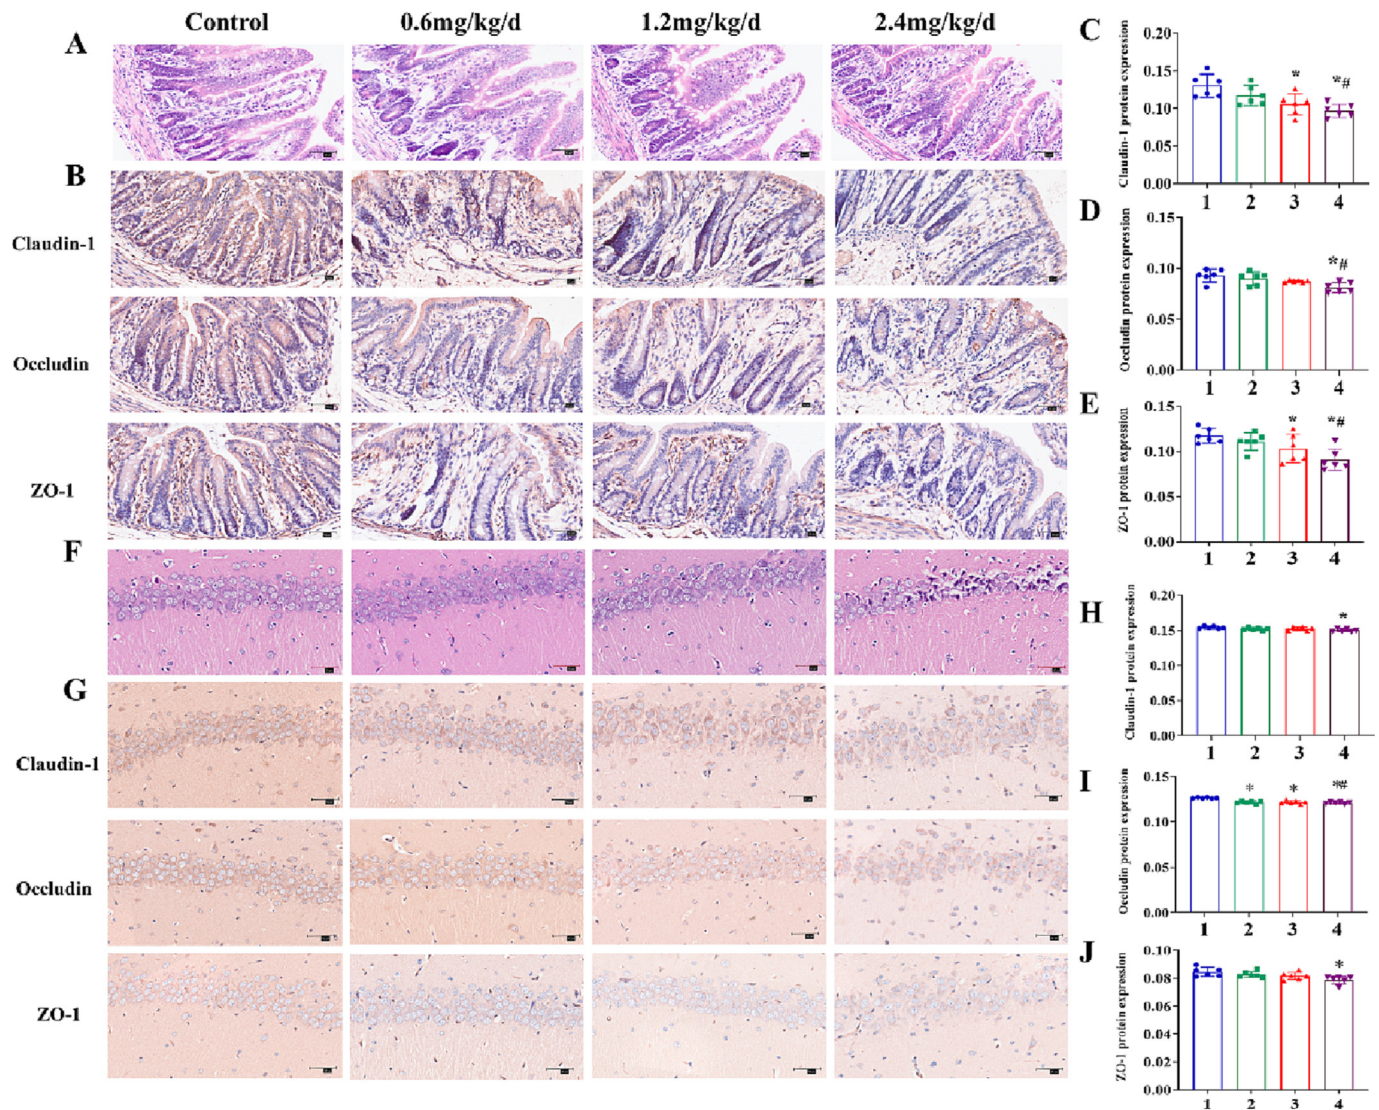 Control 0.6mg/kg/d 1.2mg/kg/d 2.4mg/kg/d
A
B
Claudin-1
Occludin
ZO-1
F
G
Claudin-1
Occludin
ZO-1
C
Claudin-1 protein expression
0.20
0.15
0.10
0.05
0.00
* *#
1 2 3 4
D
Occludin protein expression
0.15
0.10
0.05
0.00
*#
1 2 3 4
E
ZO-1 protein expression
0.15
0.10
0.05
0.00
* *#
1 2 3 4
H
Claudin-1 protein expression
0.20
0.15
0.10
0.05
0.00
*
1 2 3 4
I
Occludin protein expression
0.15
0.10
0.05
0.00
* * *#
1 2 3 4
J
ZO-1 protein expression
0.10
0.08
0.06
0.04
0.02
0.00
*
1 2 3 4